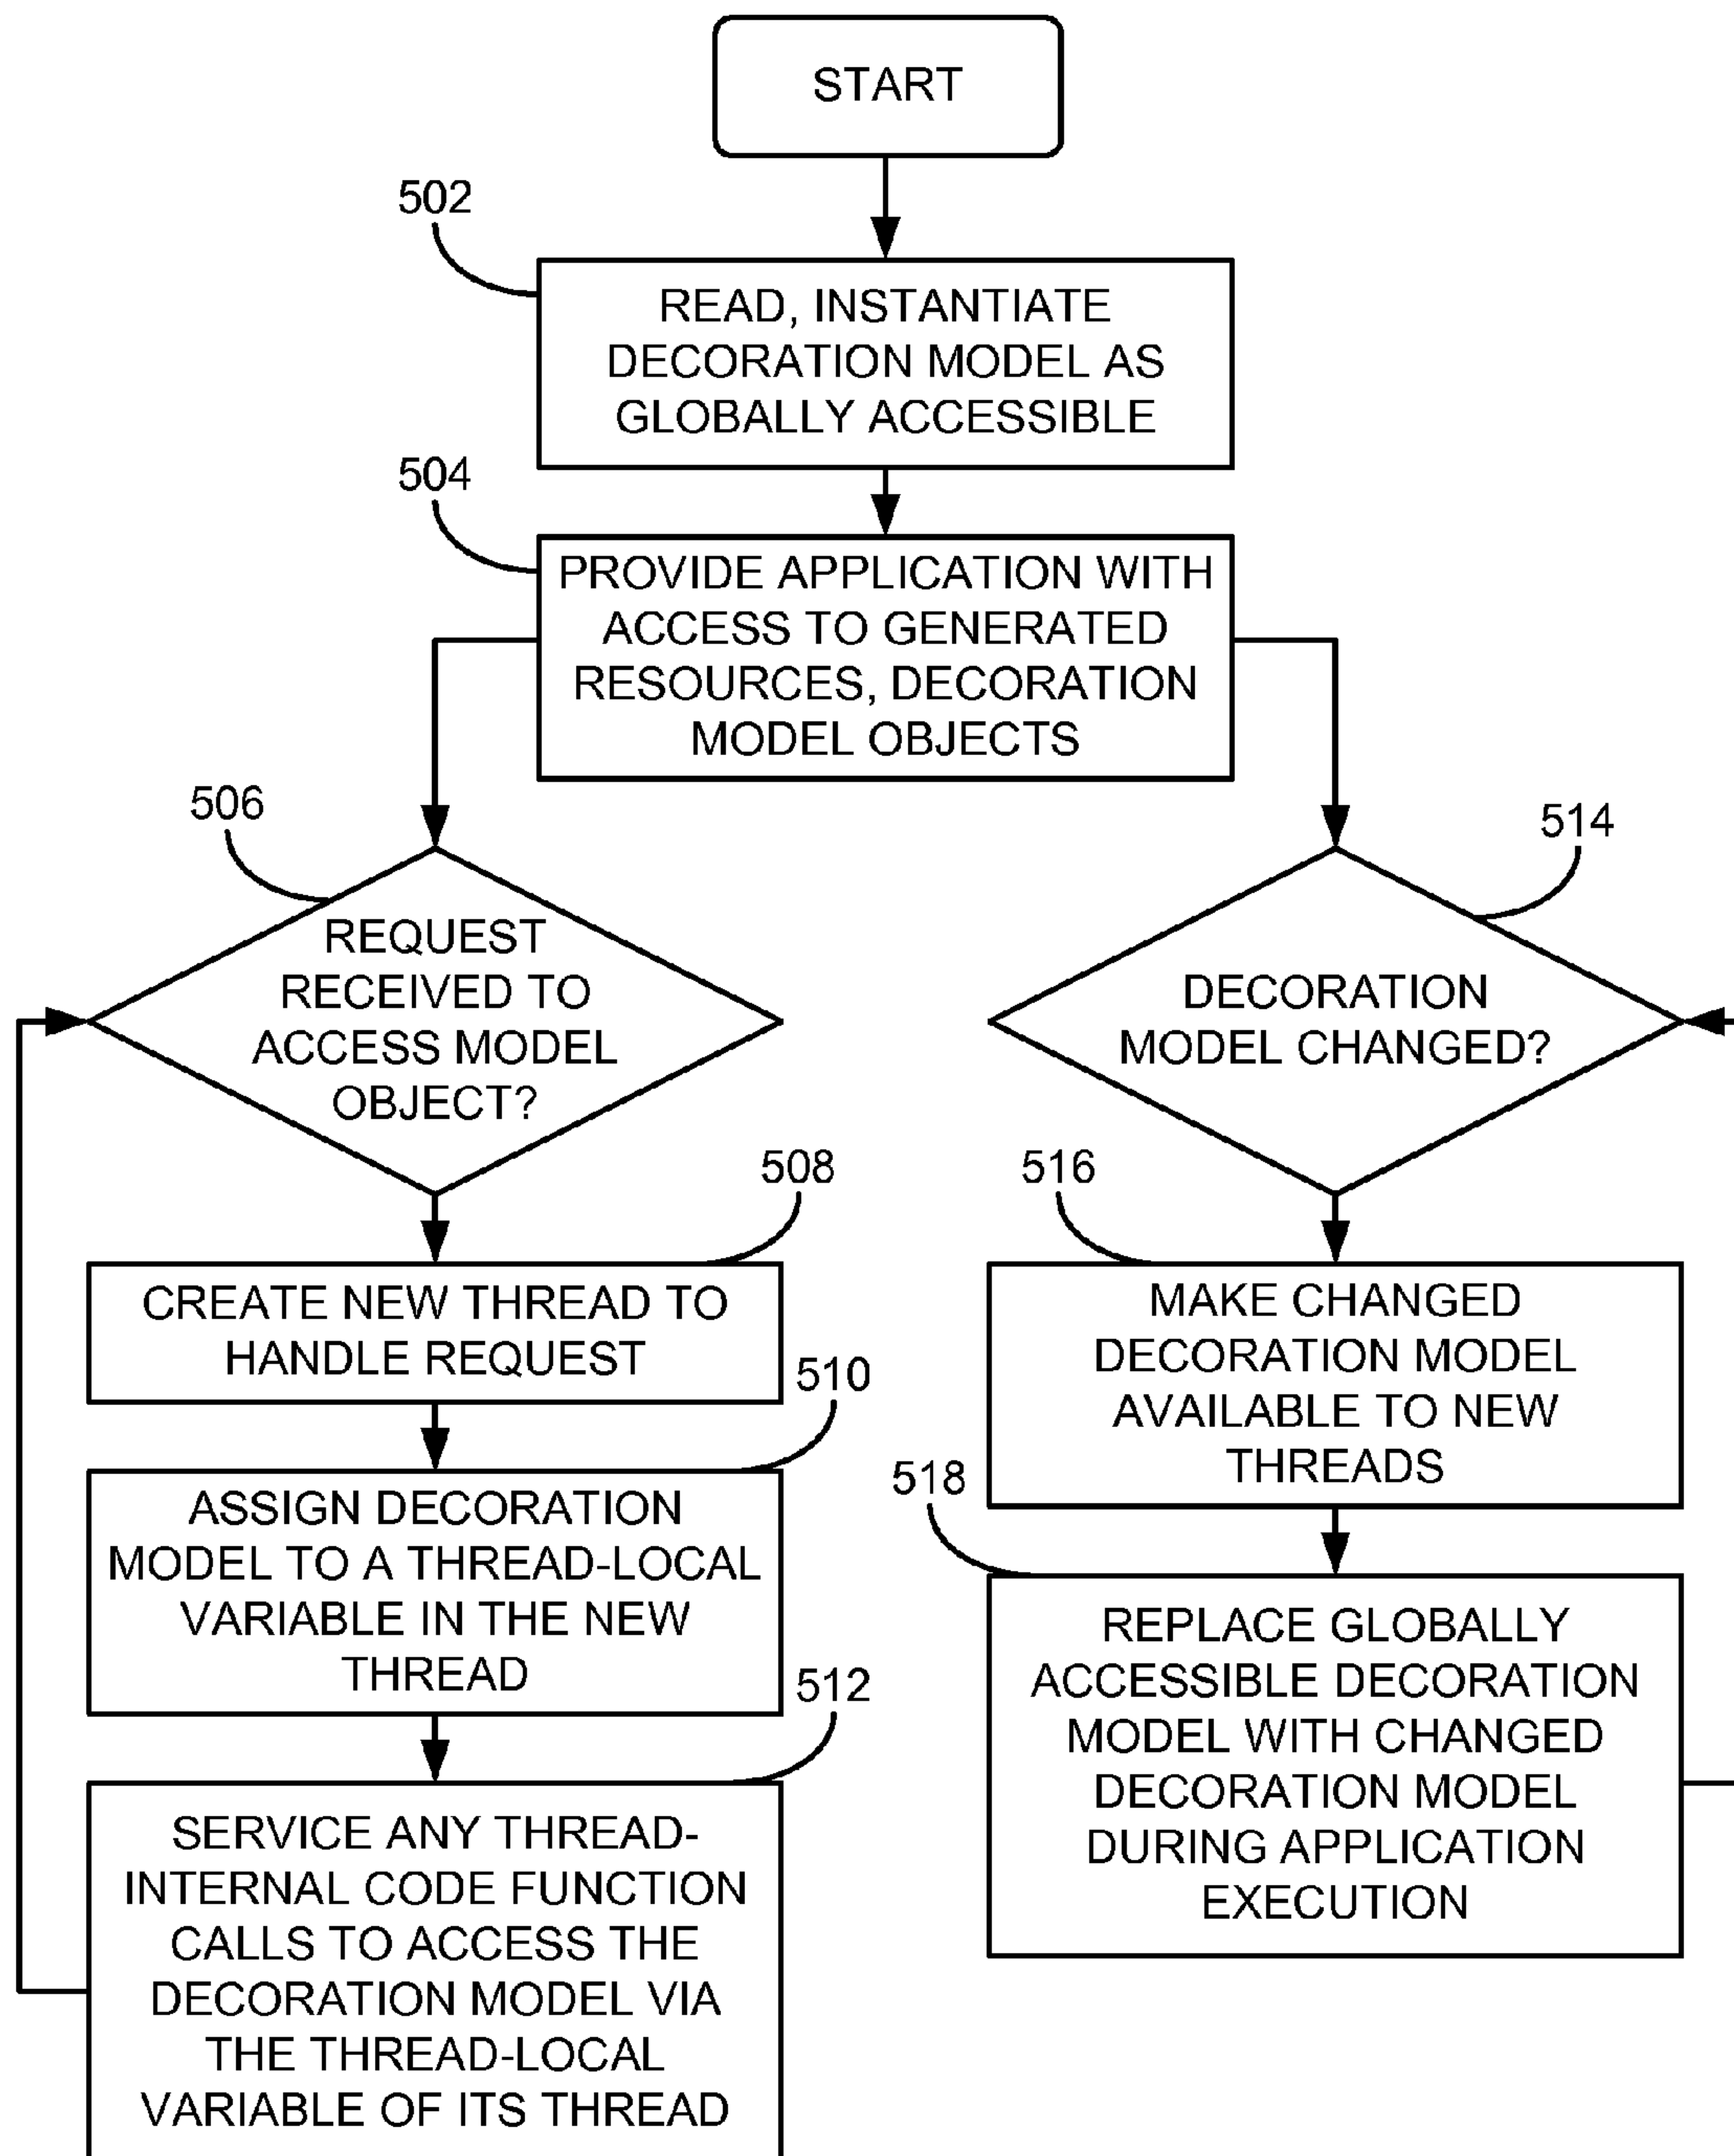 START
502
READ, INSTANTIATE
DECORATION MODEL AS
GLOBALLY ACCESSIBLE
504
PROVIDE APPLICATION WITH
ACCESS TO GENERATED
RESOURCES, DECORATION
MODEL OBJECTS
506
REQUEST
RECEIVED TO
ACCESS MODEL
OBJECT?
508
CREATE NEW THREAD TO
HANDLE REQUEST
510
ASSIGN DECORATION
MODEL TO A THREAD-LOCAL
VARIABLE IN THE NEW
THREAD
512
SERVICE ANY THREAD-
INTERNAL CODE FUNCTION
CALLS TO ACCESS THE
DECORATION MODEL VIA
THE THREAD-LOCAL
VARIABLE OF ITS THREAD
514
DECORATION
MODEL CHANGED?
516
MAKE CHANGED
DECORATION MODEL
AVAILABLE TO NEW
THREADS
518
REPLACE GLOBALLY
ACCESSIBLE DECORATION
MODEL WITH CHANGED
DECORATION MODEL
DURING APPLICATION
EXECUTION